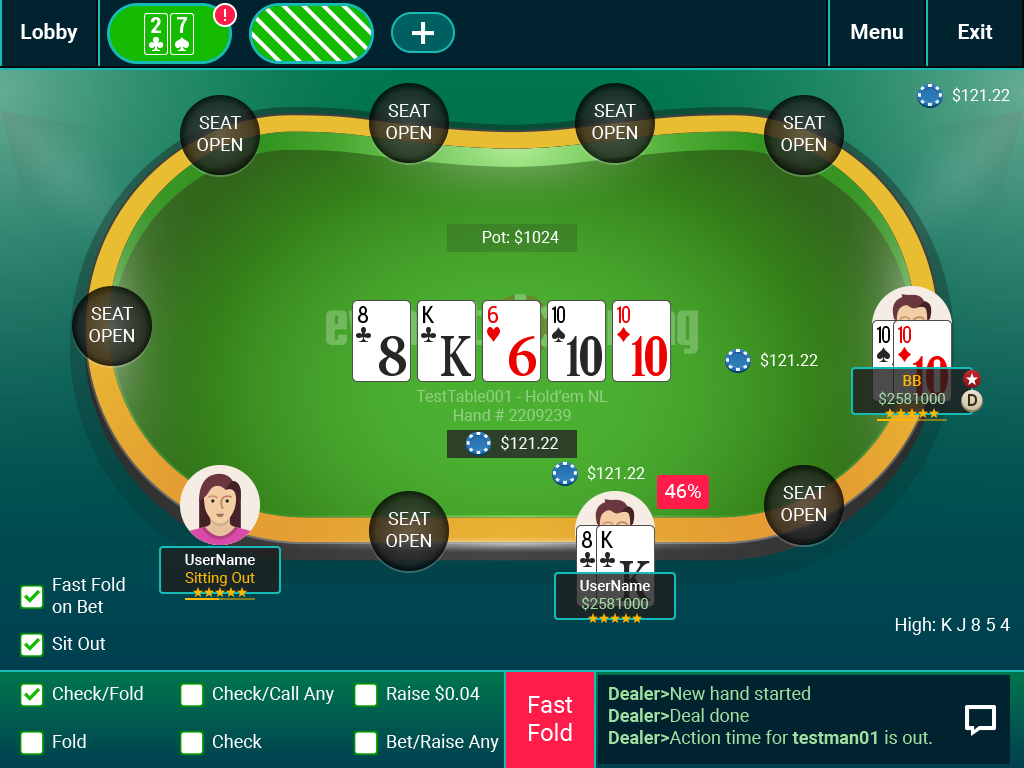 Lobby
2 7
!
+
Menu
Exit
$121.22
SEAT
OPEN
SEAT
OPEN
SEAT
OPEN
SEAT
OPEN
Pot: $1024
SEAT
OPEN
8 8
K K
6 6
10 10
10 10
$121.22
10
10 10
BB
$2581000
D
TestTable001 - Hold'em NL
Hand # 2209239
$121.22
$121.22
46%
SEAT
OPEN
SEAT
OPEN
8
K K
UserName
Sitting Out
UserName
$2581000
Fast Fold
on Bet
Sit Out
High: K J 8 5 4
Check/Fold
Check/Call Any
Raise $0.04
Fold
Check
Bet/Raise Any
Fast
Fold
Dealer>New hand started
Dealer>Deal done
Dealer>Action time for testman01 is out.